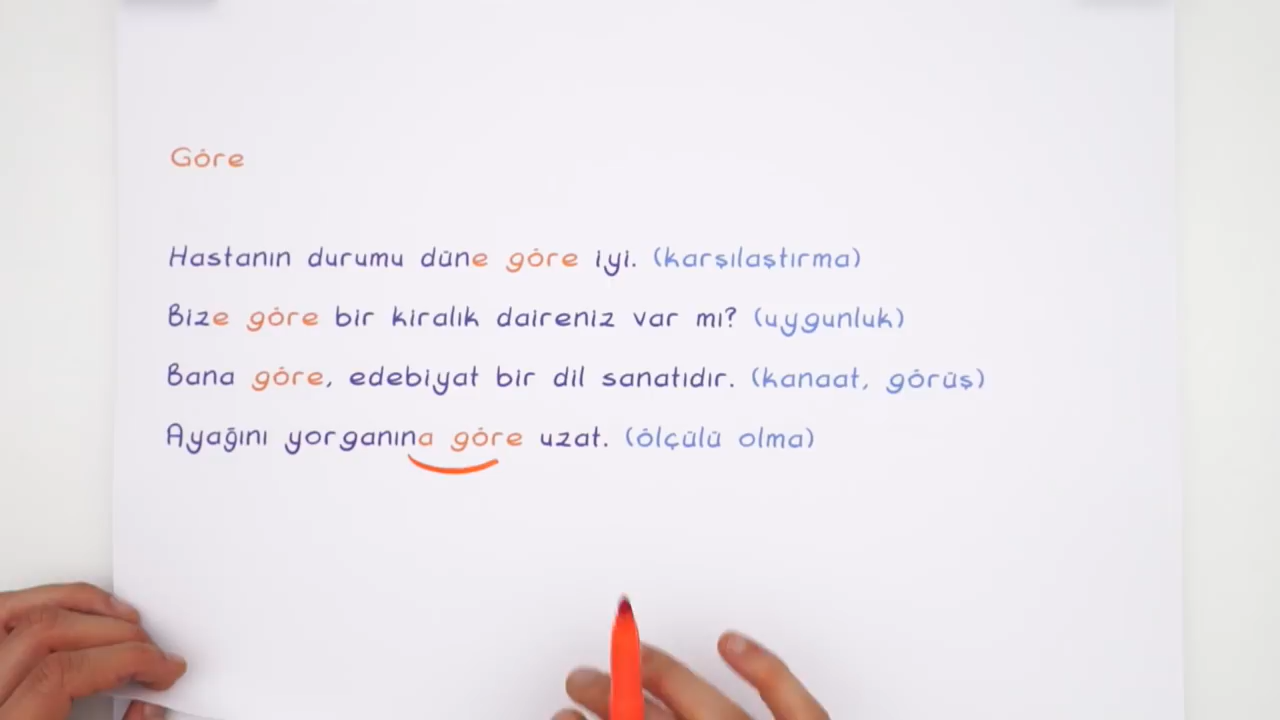 Göre
Hastanın durumu düne göre iyi. (karşılaştırma)
Bize göre bir kiralık daireniz var mı? (uygunluk)
Bana göre, edebiyat bir dil sanatıdır. (kanaat, görüş)
Ayağını yorganına göre uzat. (ölçülü olma)